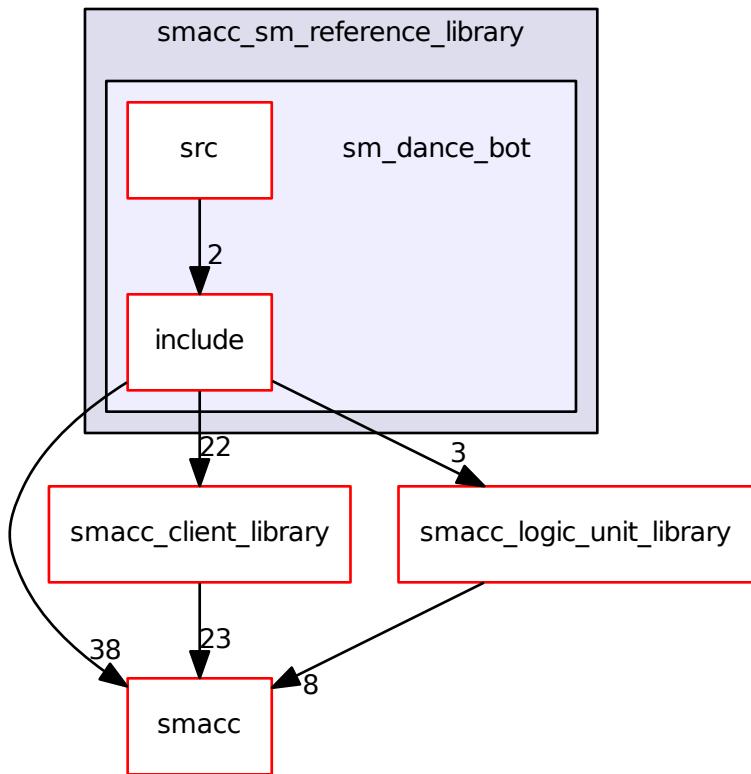 smacc_sm_reference_library
src
sm_dance_bot
2
include
22
3
smacc_client_library
smacc_logic_unit_library
38
23
8
smacc